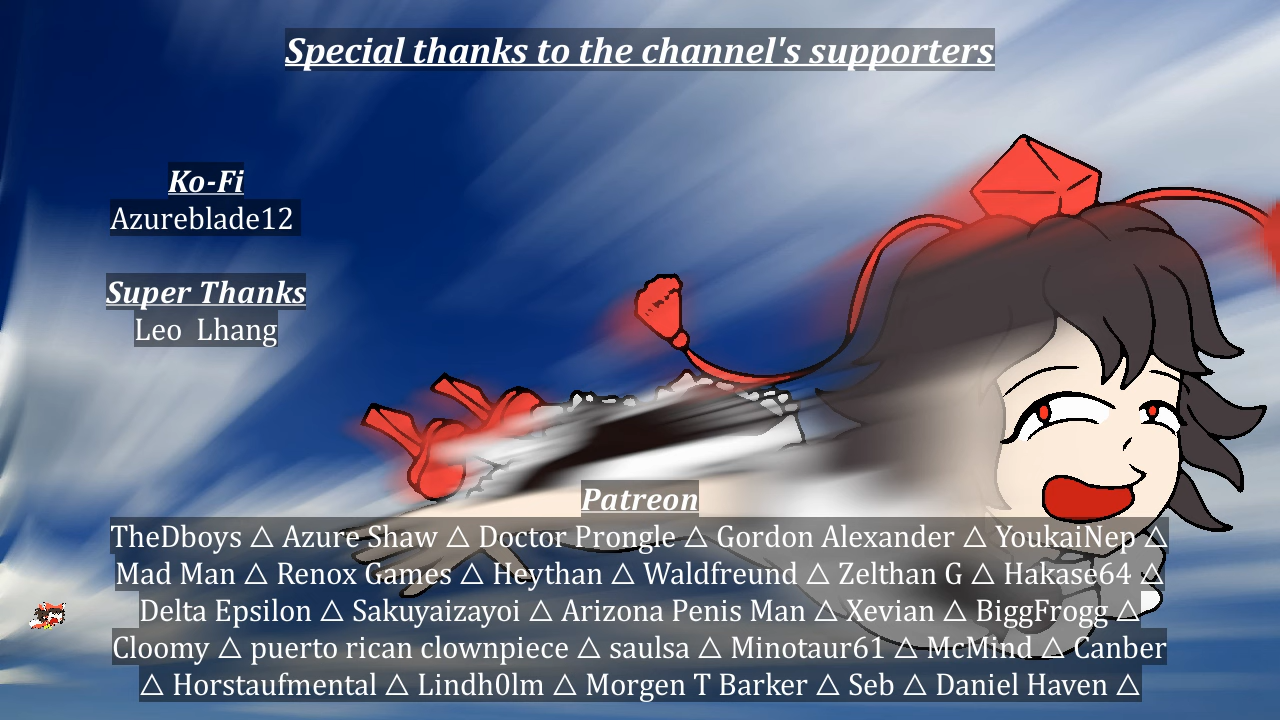 Special thanks to the channel's supporters
Ko-Fi
Azureblade12
Super Thanks
Leo Lhang
Patreon
TheDboys △ Azure Shaw △ Doctor Prongle △ Gordon Alexander △ YoukaiNep △
Mad Man △ Renox Games △ Heythan △ Waldfreund △ Zelthan G △ Hakase64 △
Delta Epsilon △ Sakuyaizayoi △ Arizona Penis Man △ Xevian △ BiggFrogg △
Cloomy △ puerto rican clownpiece △ saulsa △ Minotaur61 △ McMind △ Canber
△ Horstaufmental △ Lindh0lm △ Morgen T Barker △ Seb △ Daniel Haven △